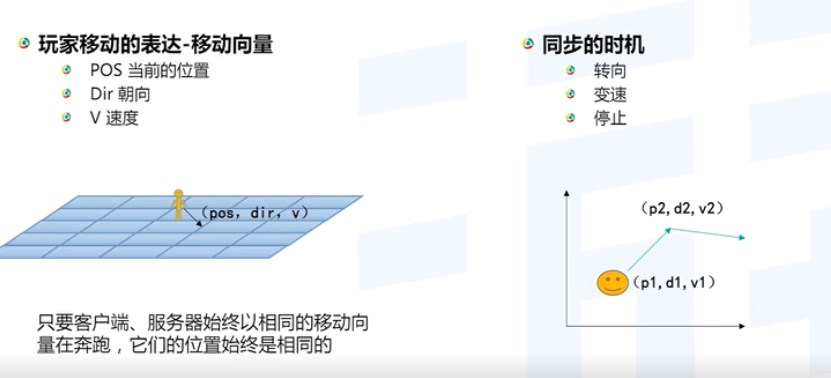 玩家移动的表达-移动向量
POS 当前的位置
Dir 朝向
V 速度
(pos, dir, v)
只要客户端、服务器始终以相同的移动向
量在奔跑，它们的位置始终是相同的
同步的时机
转向
变速
停止
(p2,d2,v2)
(p1,d1,v1)